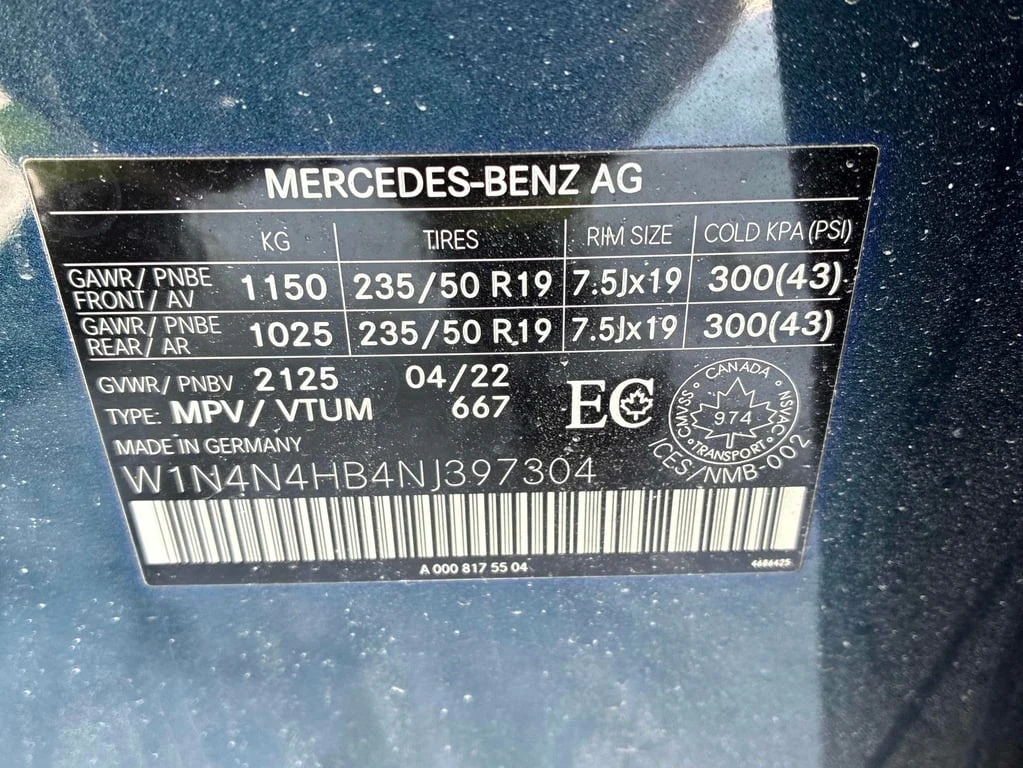 MERCEDES-BENZ AG
KG TIRES RIM SIZE COLD KPA (PSI)
GAWR/ PNBE FRONT/ AV 1150 235/50 R19 7.5Jx19 300(43)
GAWR/ PNBE REAR/ AR 1025 235/50 R19 7.5Jx19 300(43)
GVWR/ PNBV 2125 04/22
TYPE: MPV/ VTUM 667
EC
CANADA
CMVSS NSVAC
974
TRANSPORT
ICES/NMB-002
MADE IN GERMANY
W1N4N4HB4NJ397304
A 000 817 55 04
4686425